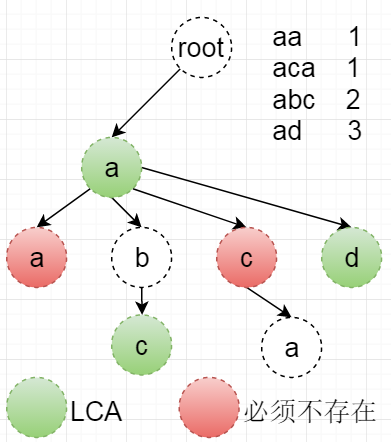 root
aa 1
aca 1
abc 2
ad 3
a
a b c d
c a
LCA 必须不存在